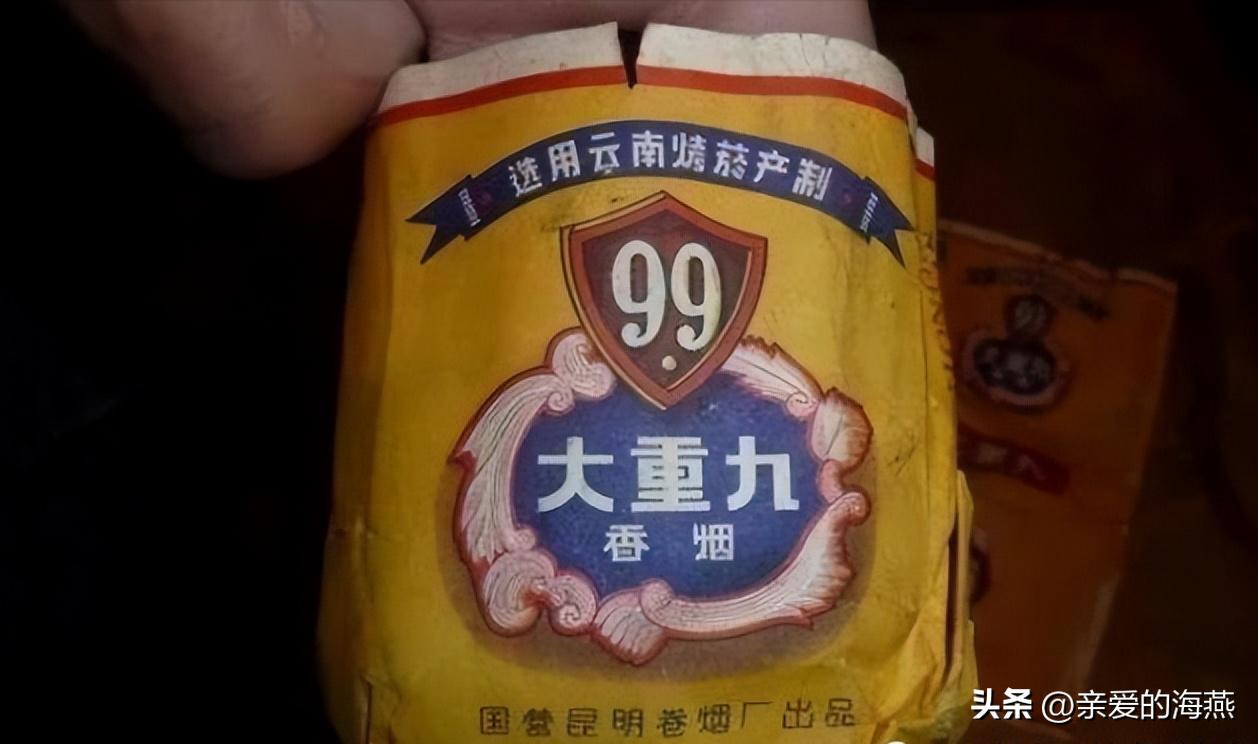 选用云南烤菸产制
99
大重九
香烟
国营昆明卷烟厂出品
头条 @亲爱的海燕